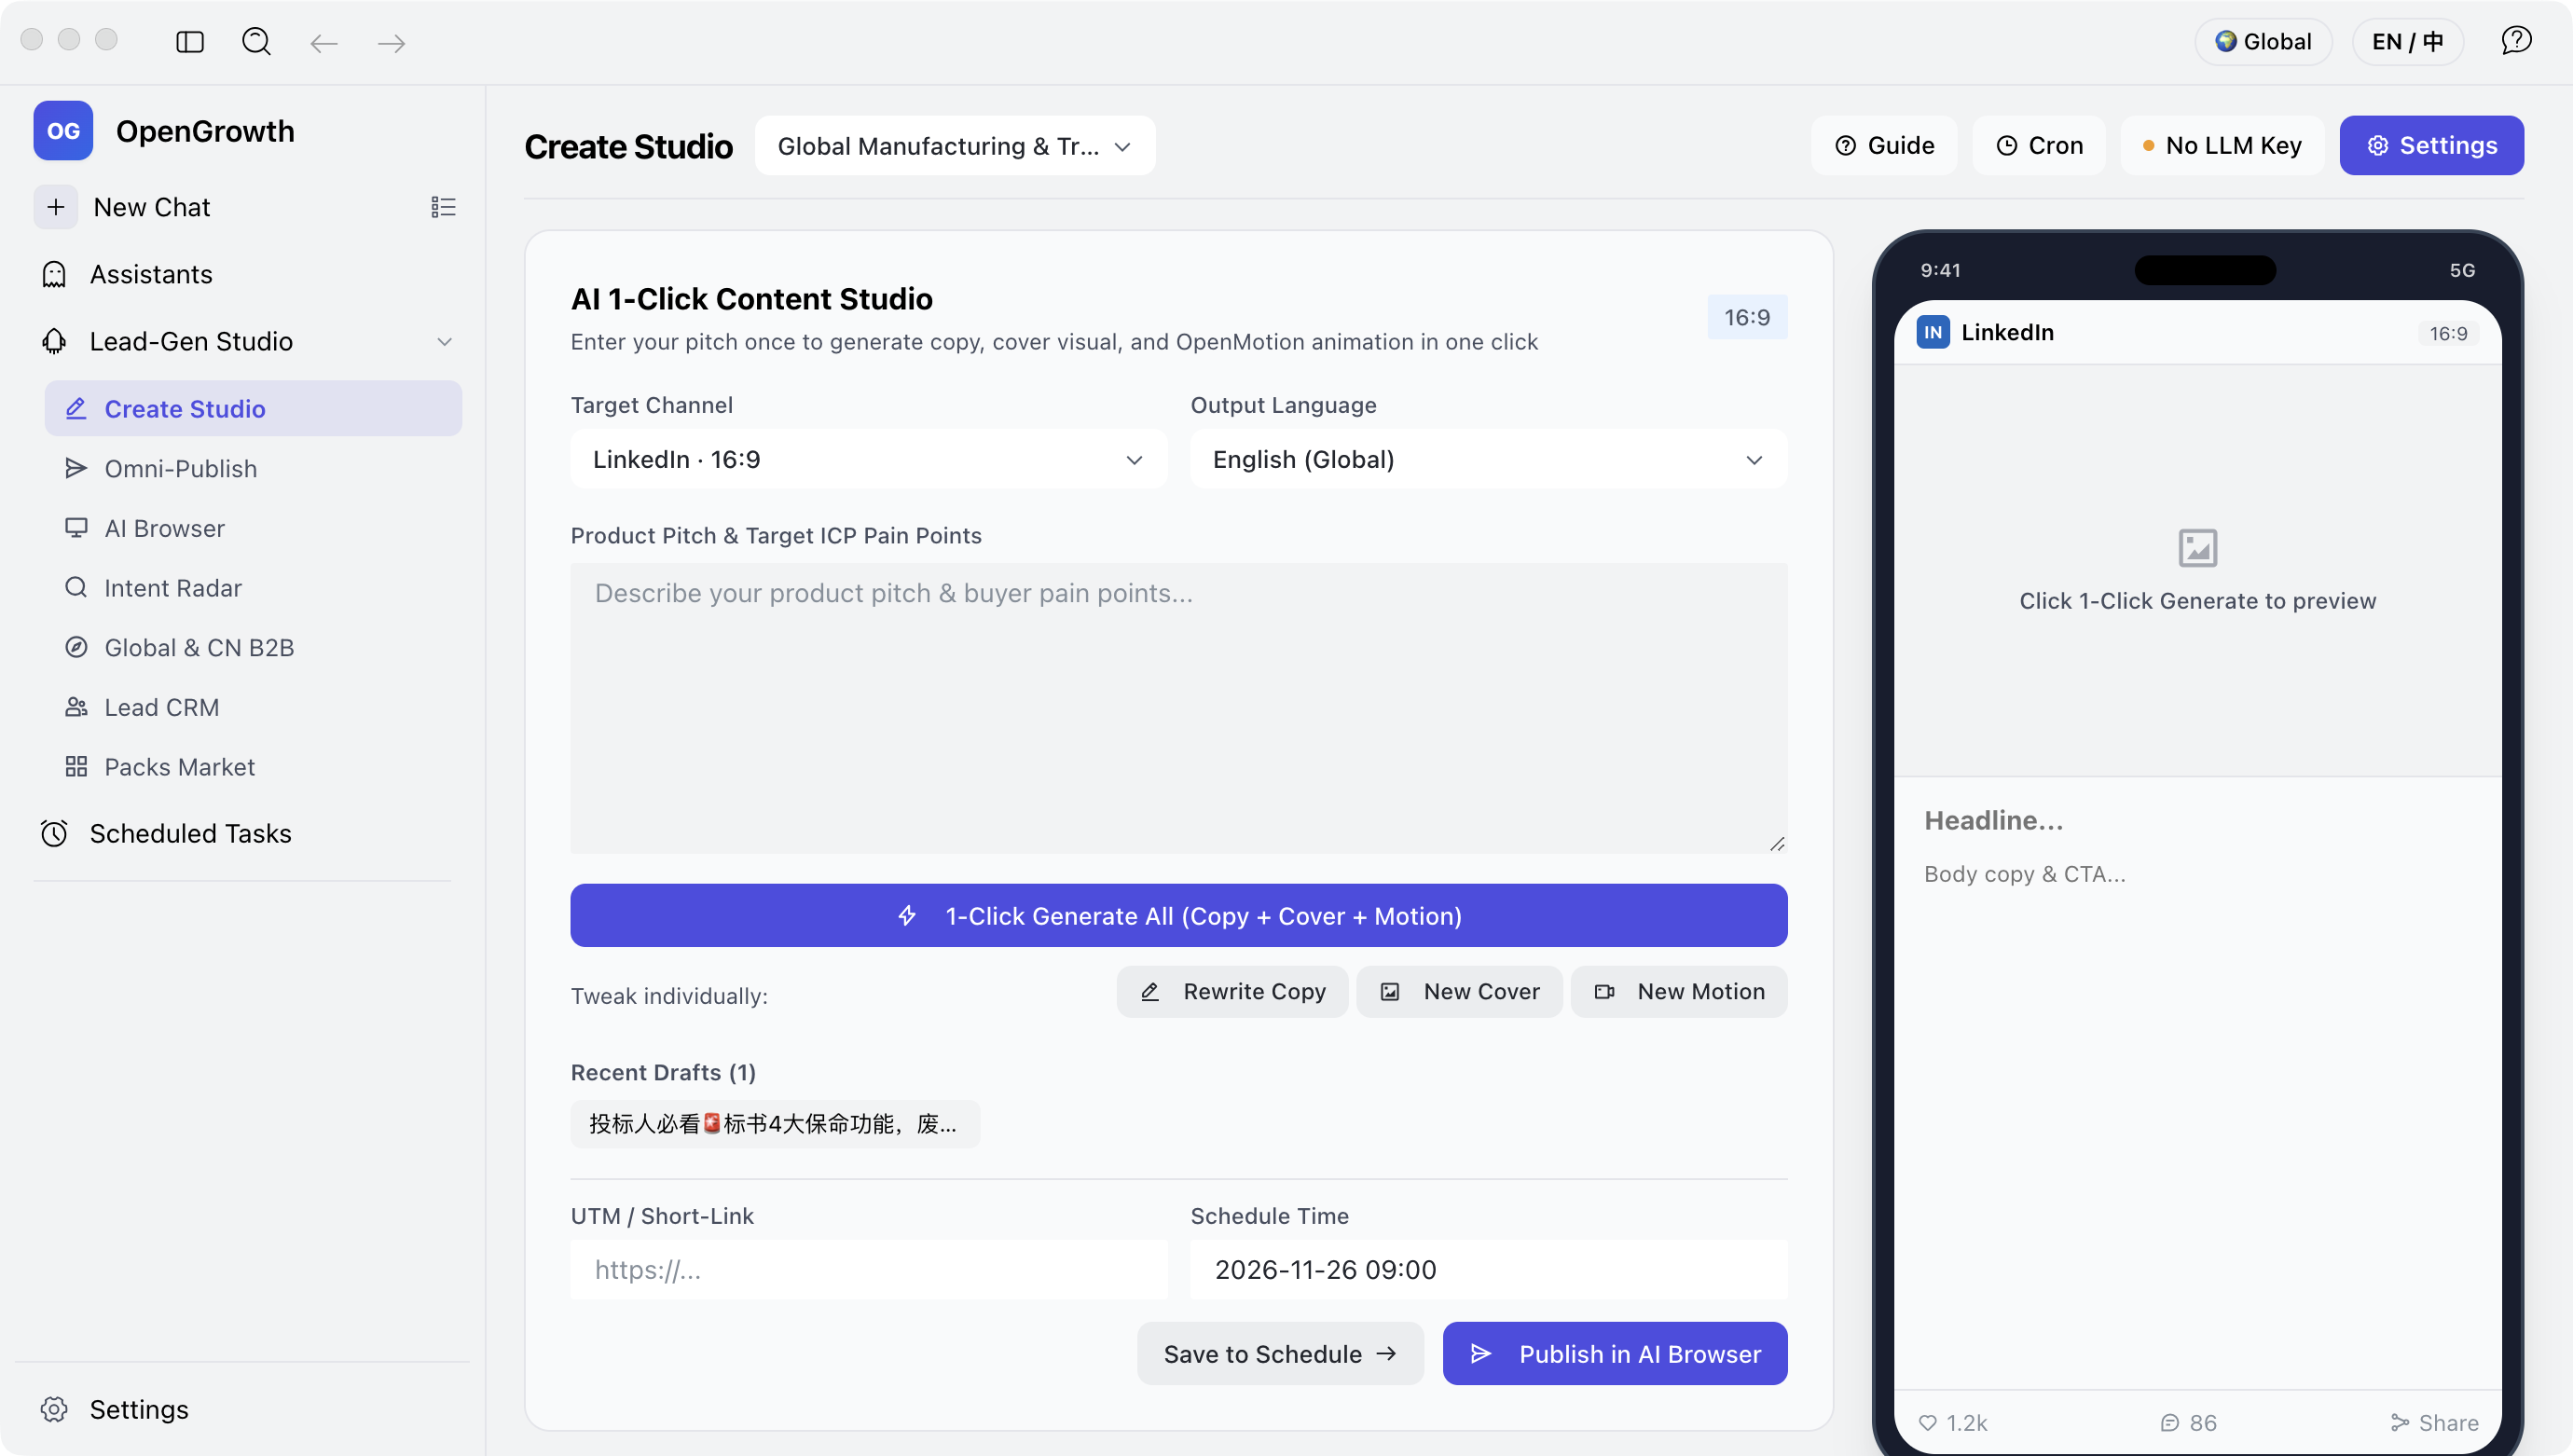 Global
EN / 中
OG
OpenGrowth
New Chat
Assistants
Lead-Gen Studio
Create Studio
Omni-Publish
AI Browser
Intent Radar
Global & CN B2B
Lead CRM
Packs Market
Scheduled Tasks
Settings
Create Studio
Global Manufacturing & Tr...
Guide
Cron
No LLM Key
Settings
AI 1-Click Content Studio
Enter your pitch once to generate copy, cover visual, and OpenMotion animation in one click
16:9
Target Channel
Output Language
LinkedIn · 16:9
English (Global)
Product Pitch & Target ICP Pain Points
Describe your product pitch & buyer pain points...
1-Click Generate All (Copy + Cover + Motion)
Tweak individually:
Rewrite Copy
New Cover
New Motion
Recent Drafts (1)
投标人必看🚨标书4大保命功能，废...
UTM / Short-Link
Schedule Time
https://...
2026-11-26 09:00
Save to Schedule →
Publish in AI Browser
9:41
5G
IN
LinkedIn
16:9
Click 1-Click Generate to preview
Headline...
Body copy & CTA...
1.2k
86
Share